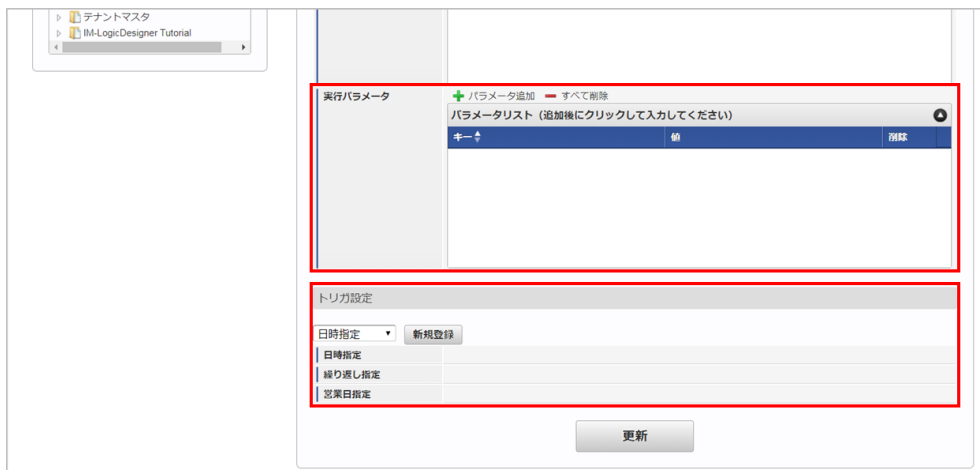 テナントマスタ
IM-LogicDesigner Tutorial
実行パラメータ
パラメータ追加 すべて削除
パラメータリスト（追加後にクリックして入力してください）
キー 値 削除
トリガ設定
日時指定 新規登録
日時指定
繰り返し指定
営業日指定
更新